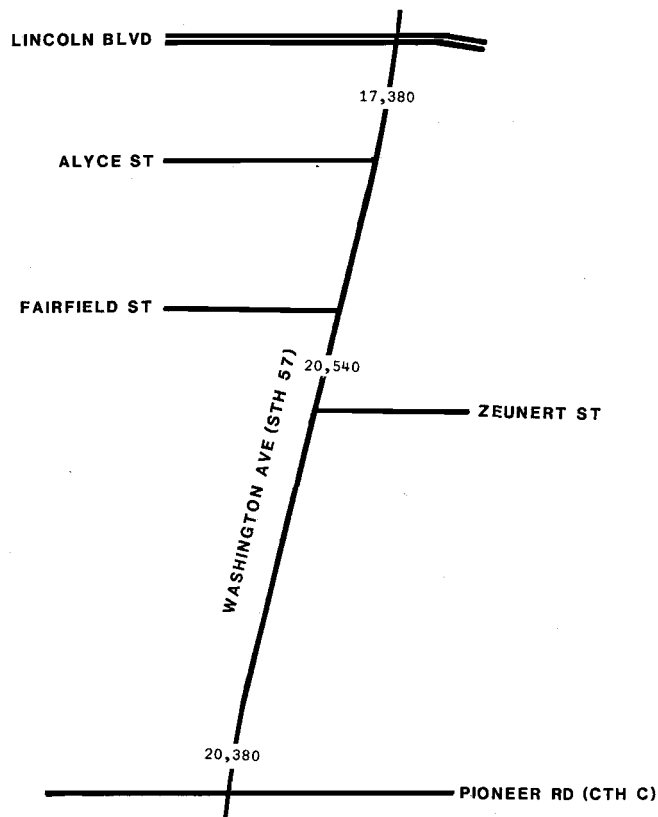 LINCOLN BLVD
17,380
ALYCE ST
FAIRFIELD ST
20,540
WASHINGTON AVE (STH 57)
ZEUNERT ST
20,380
PIONEER RD (CTH C)